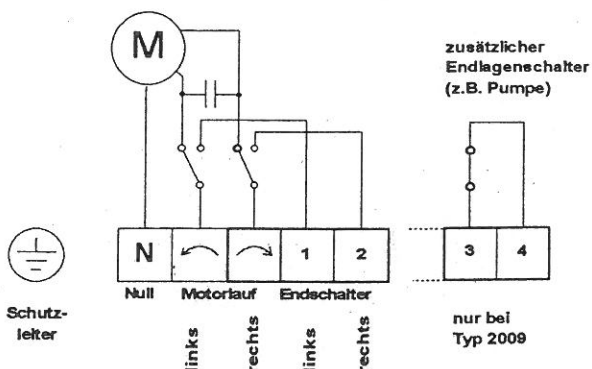 M
zusätzlicher
Endlagenschalter
(z.B. Pumpe)
N
1
2
3
4
Null
Motorlauf
Endschalter
Schutz-
leiter
links
rechts
links
rechts
nur bei
Typ 2009